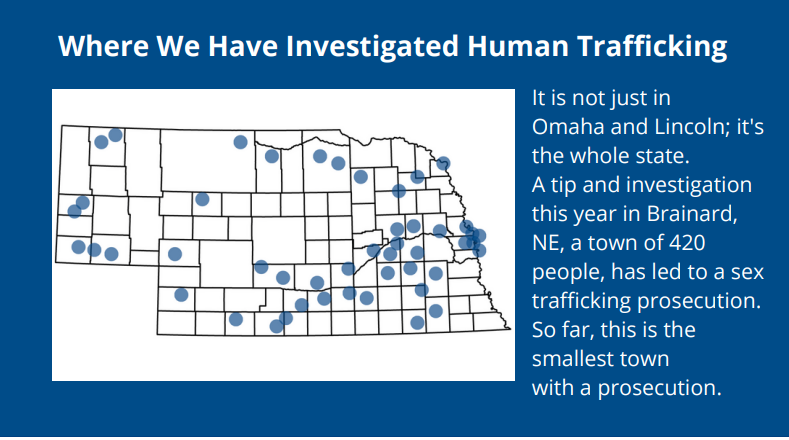 Where We Have Investigated Human Trafficking
It is not just in
Omaha and Lincoln; it's
the whole state.
A tip and investigation
this year in Brainard,
NE, a town of 420
people, has led to a sex
trafficking prosecution.
So far, this is the
smallest town
with a prosecution.